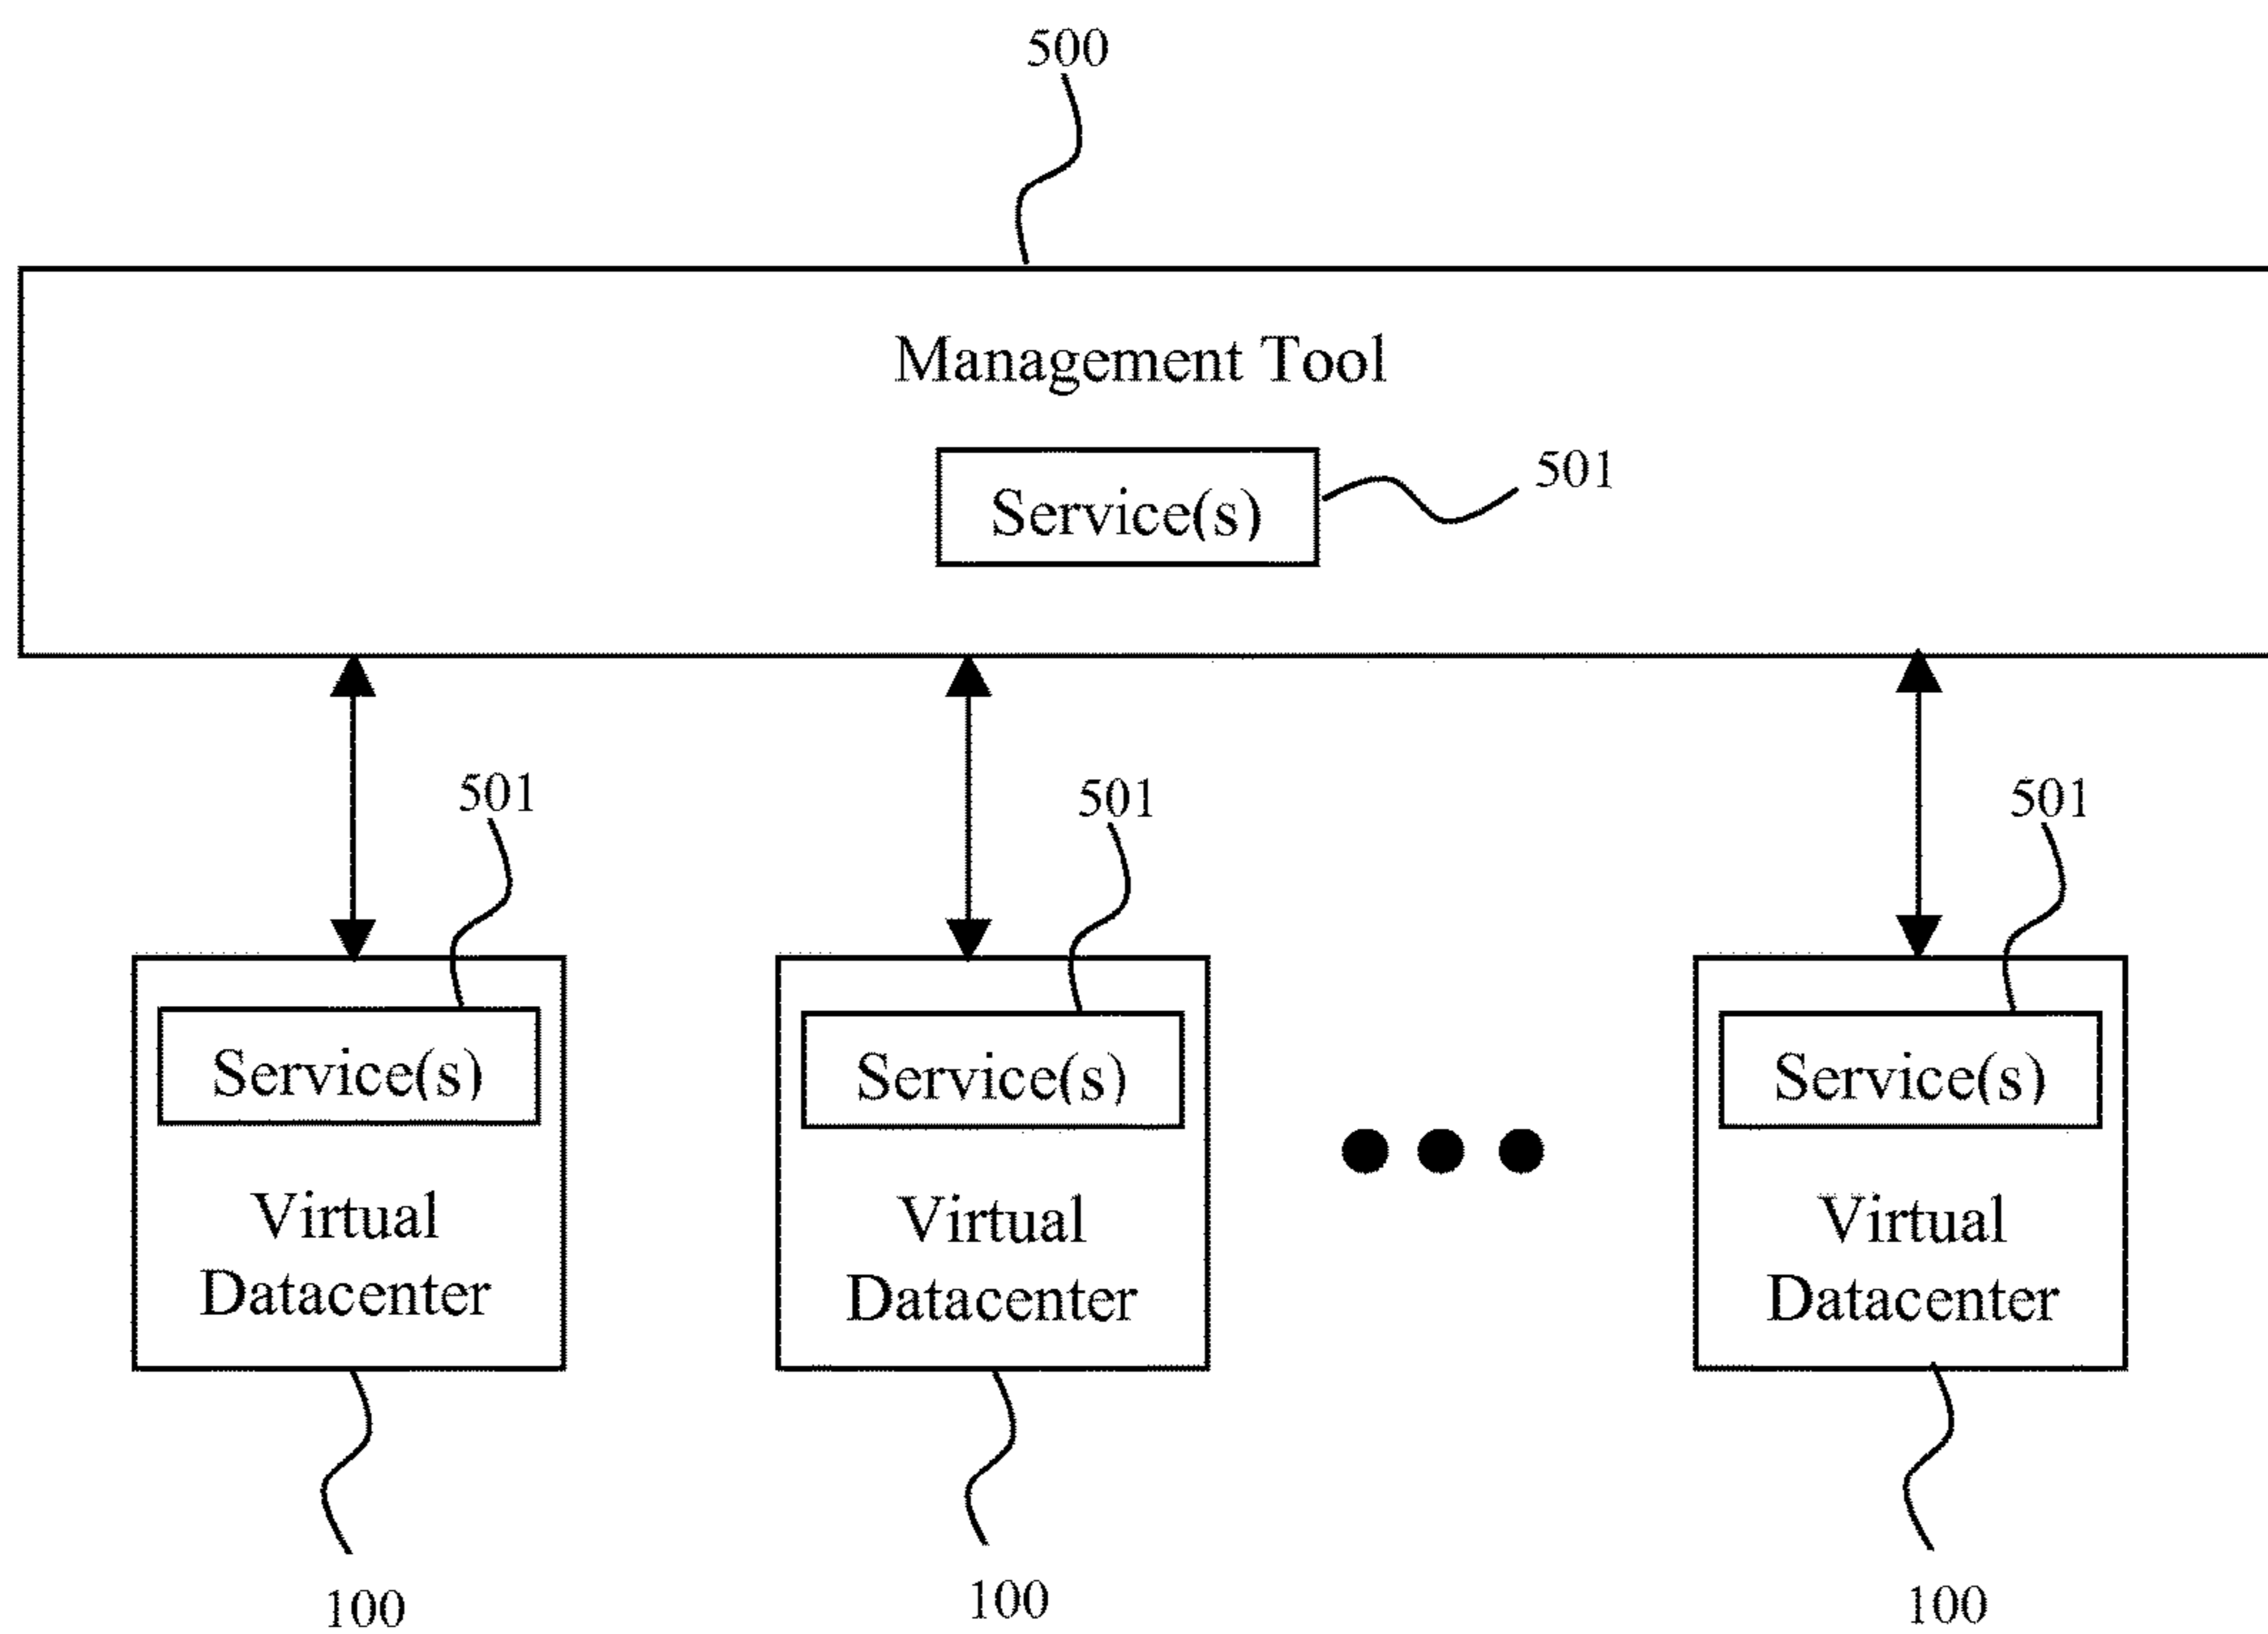 500
Management Tool
Service(s)
501
501
501
501
Service(s)
Service(s)
Service(s)
Virtual
Datacenter
Virtual
Datacenter
Virtual
Datacenter
100
100
100